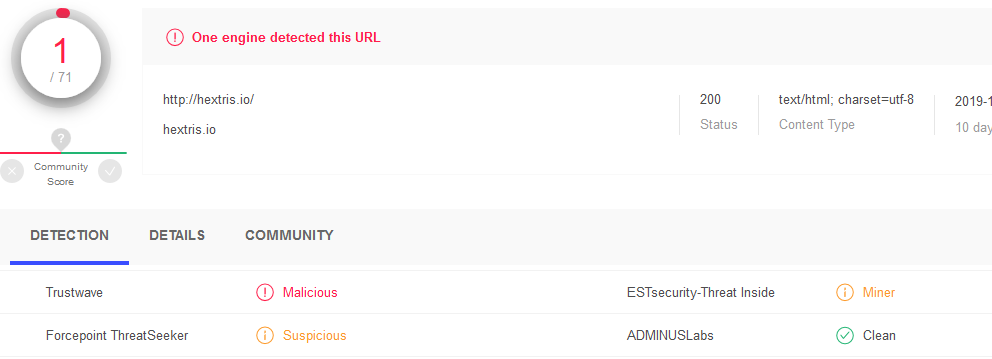 1
/ 71
?
Community
Score
One engine detected this URL
http://hextris.io/
hextris.io
200
Status
text/html; charset=utf-8
Content Type
2019-1
10 day
DETECTION
DETAILS
COMMUNITY
Trustwave
Malicious
ESTsecurity-Threat Inside
Miner
Forcepoint ThreatSeeker
Suspicious
ADMINUSLabs
Clean